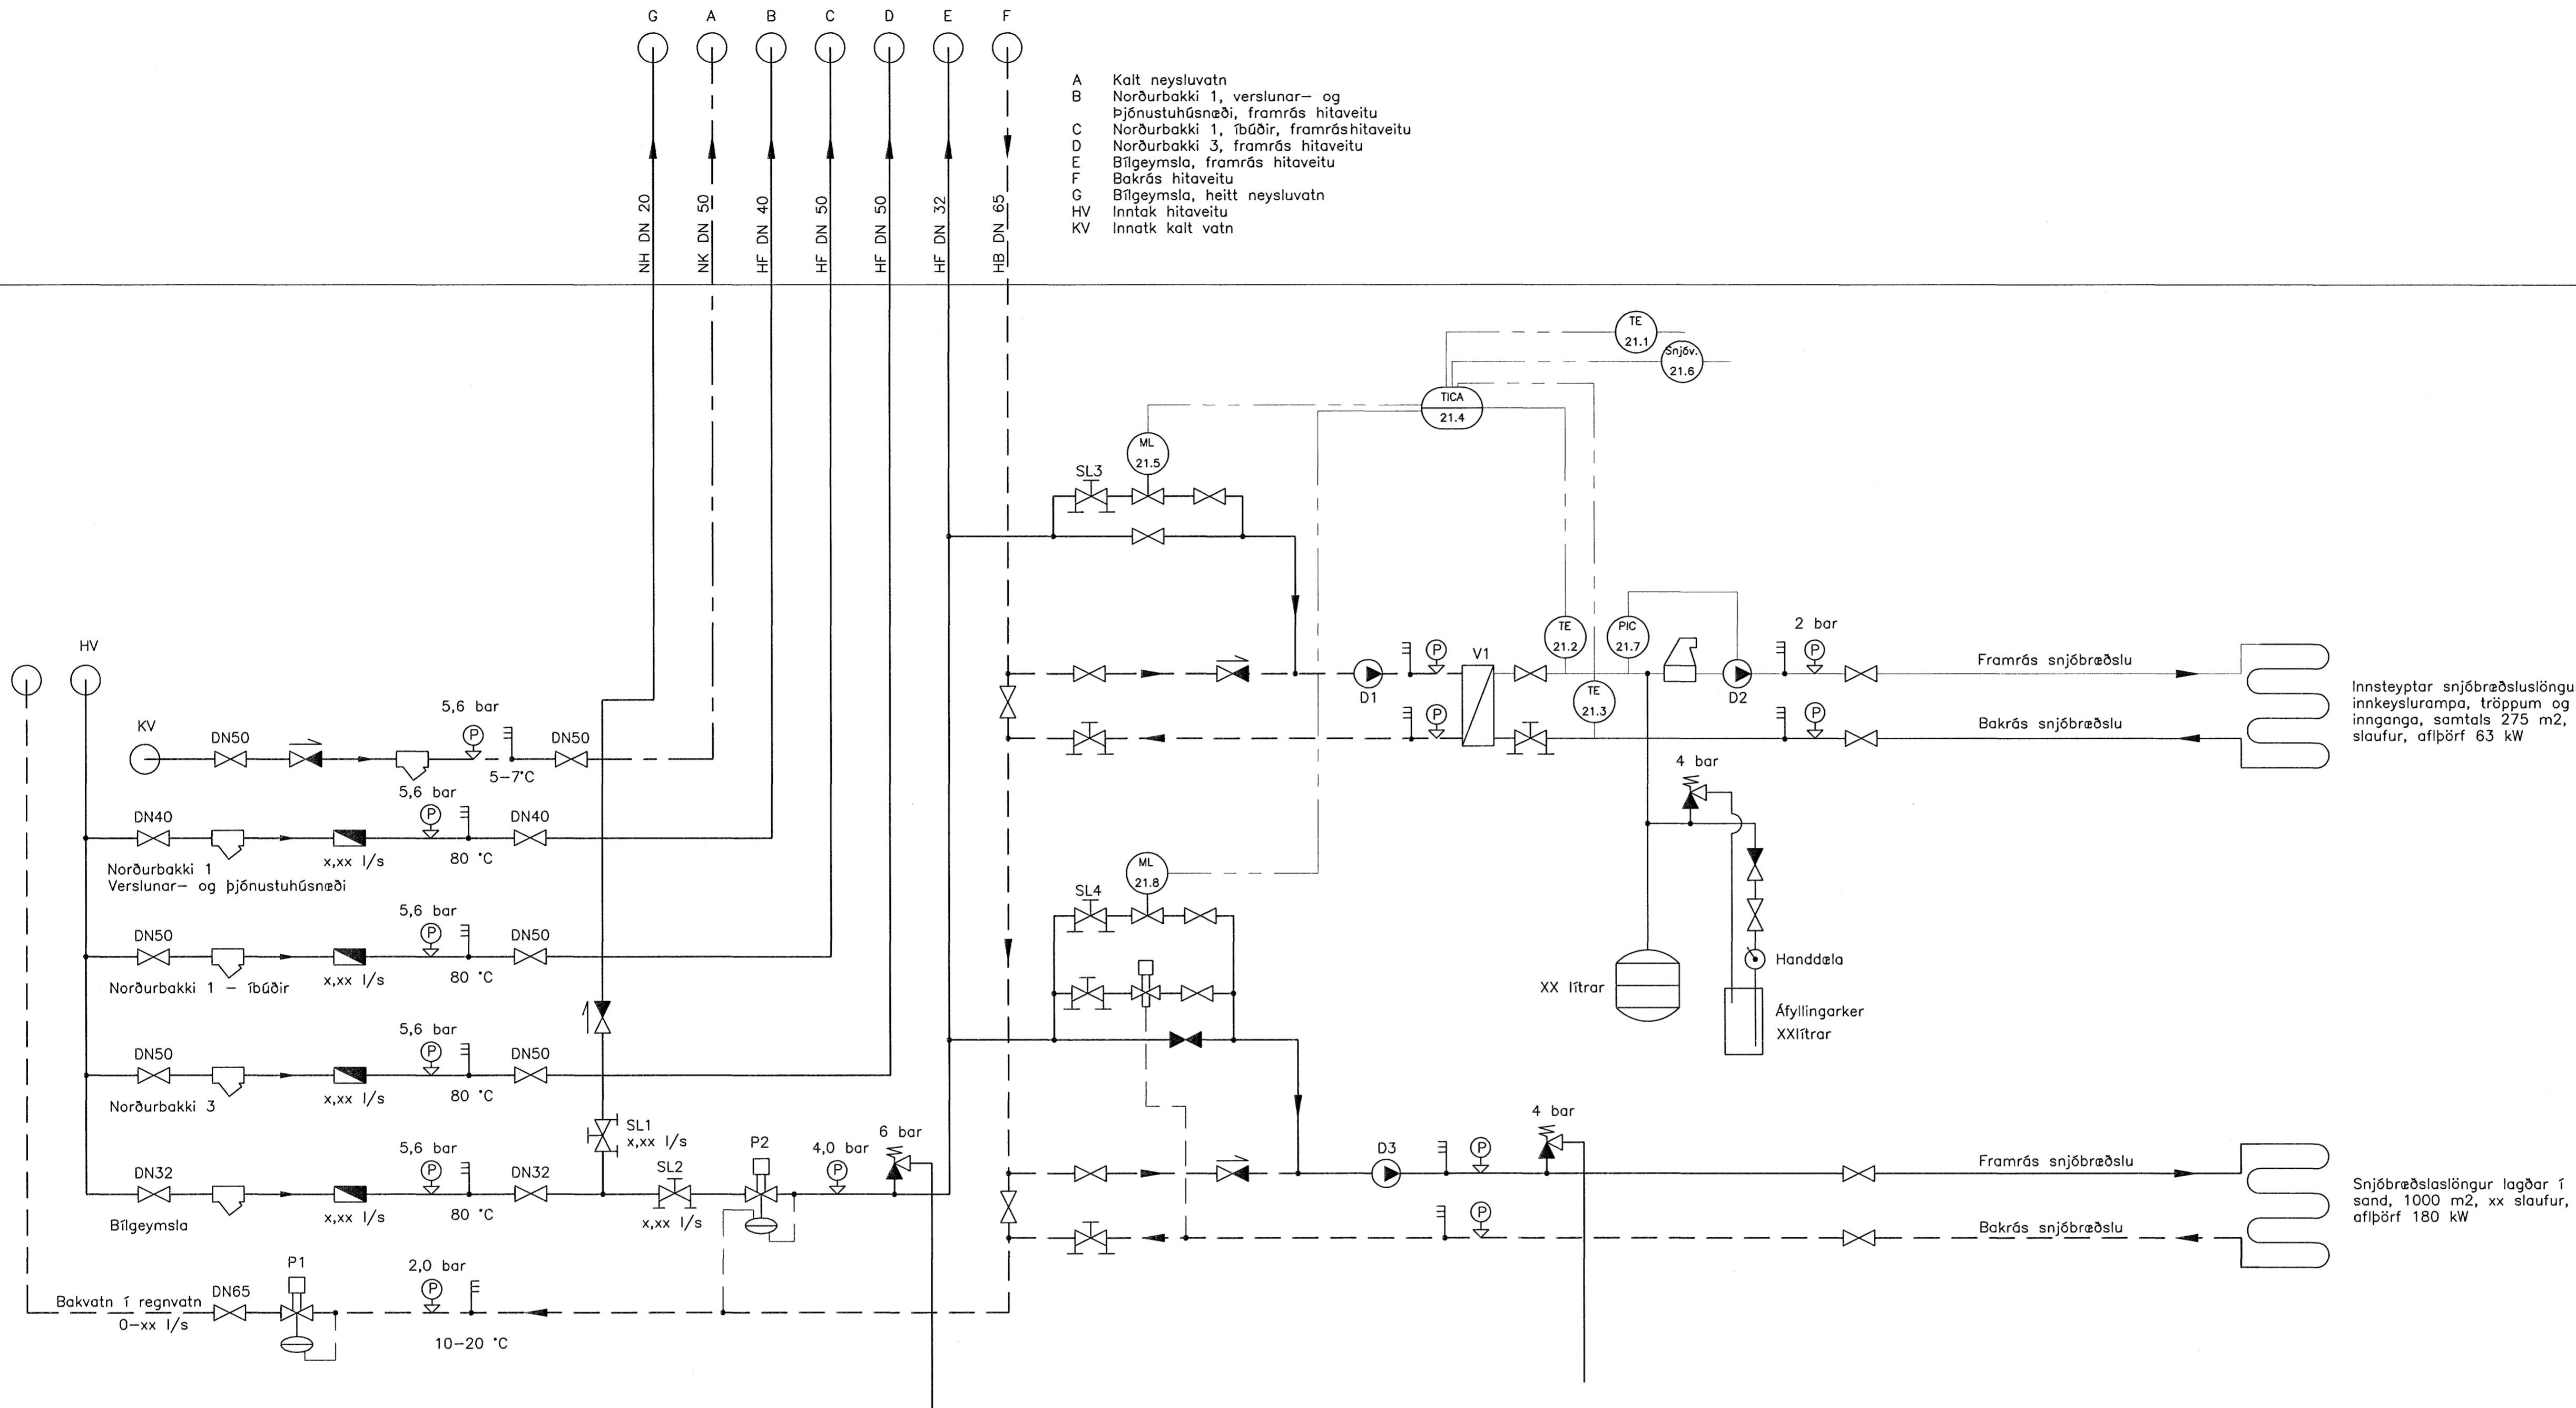 G A B C D E F
A Kalt neysluvatn
B Norðurbakki 1, verslunar– og
Þjónustuhúsnæði, framrás hitaveitu
C Norðurbakki 1, íbúðir, framráshitaveitu
D Norðurbakki 3, framrás hitaveitu
E Bílgeymsla, framrás hitaveitu
F Bakrás hitaveitu
G Bílgeymsla, heitt neysluvatn
HV Inntak hitaveitu
KV Innatk kalt vatn
NH DN 20
NK DN 50
HF DN 40
HF DN 50
HF DN 50
HF DN 32
HB DN 65
TE
21.1
Snjóv.
21.6
TICA
21.4
ML
21.5
SL3
TE
21.2
PIC
21.7
TE
21.3
2 bar
P
P
P
P
V1
D1
D2
Framrás snjóbræðslu
Bakrás snjóbræðslu
Innsteyptar snjóbræðsluslöngu
innkeyslurampa, tröppum og
innganga, samtals 275 m2,
slaufur, aflþörf 63 kW
4 bar
Handdæla
XX lítrar
Áfyllingarker
XXlítrar
HV
KV
DN50
5,6 bar
P
5–7°C
DN50
DN40
5,6 bar
P
DN40
x,xx l/s
80 °C
Norðurbakki 1
Verslunar– og þjónustuhúsnæði
DN50
5,6 bar
P
DN50
x,xx l/s
80 °C
Norðurbakki 1 – íbúðir
DN50
5,6 bar
P
DN50
x,xx l/s
80 °C
Norðurbakki 3
SL1
x,xx l/s
DN32
5,6 bar
P
DN32
x,xx l/s
80 °C
Bílgeymsla
SL2
x,xx l/s
P2
4,0 bar
P
6 bar
P1
DN65
2,0 bar
P
Bakvatn í regnvatn
0–xx l/s
10–20 °C
ML
21.8
SL4
D3
P
P
4 bar
Framrás snjóbræðslu
Bakrás snjóbræðslu
Snjóbræðslaslöngur lagðar í
sand, 1000 m2, xx slaufur,
aflþörf 180 kW